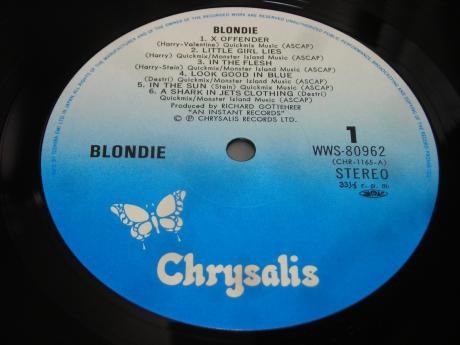 BLONDIE
1. X OFFENDER
(Harry-Valentine) Quickmix Music (ASCAP)
2. LITTLE GIRL LIES
(Harry) Quickmix/Monster Island Music (ASCAP)
3. IN THE FLESH
(Harry-Stein) Quickmix/Monster Island Music (ASCAP)
4. LOOK GOOD IN BLUE
(Destri) Quickmix/Monster Island Music (ASCAP)
5. IN THE SUN (Stein) Quickmix Music (ASCAP)
6. A SHARK IN JETS CLOTHING (Destri)
Quickmix/Monster Island Music (ASCAP)
Produced by RICHARD GOTTEHRER
"AN INSTANT RECORDS"
© ℗ CHRYSALIS RECORDS LTD.
BLONDIE
1
WWS-80962
(CHR-1165-A)
STEREO
33⅓ r. p. m.
Chrysalis